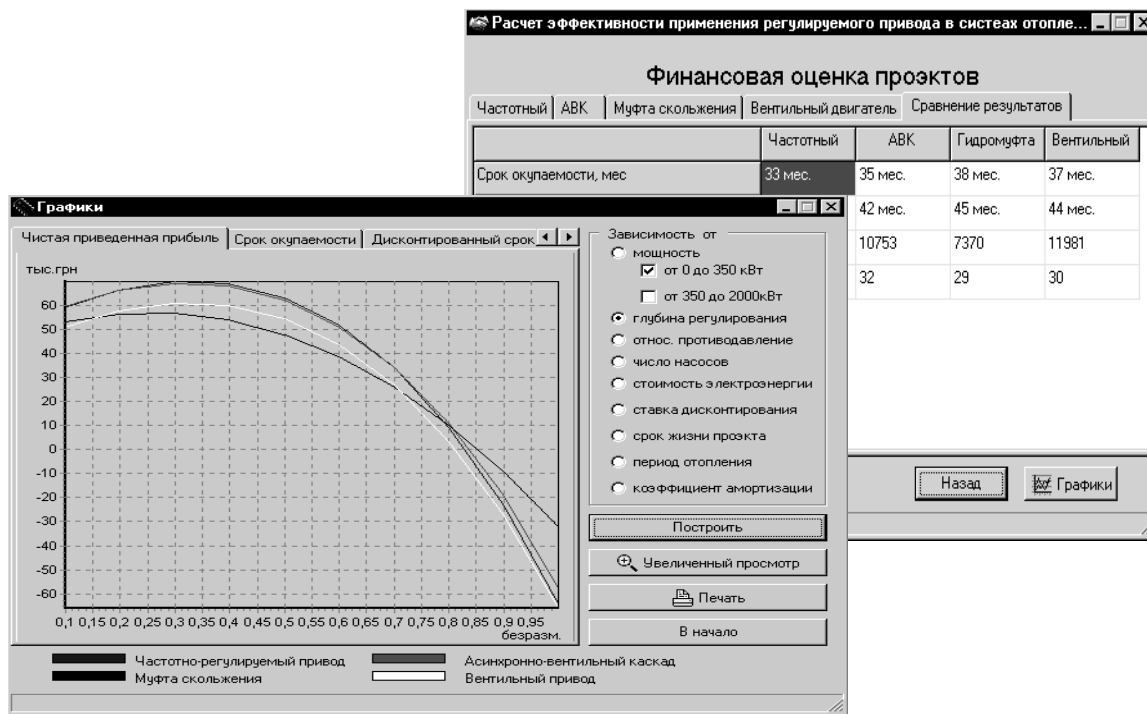 Расчет эффективности применения регулируемого привода в систеах отопле...
Финансовая оценка проэктов
Частотный АВК Муфта скольжения Вентильный двигатель Сравнение результатов
Частотный АВК Гидромуфта Вентильный
Срок окупаемости, мес 33 мес. 35 мес. 38 мес. 37 мес.
42 мес. 45 мес. 44 мес.
10753 7370 11981
32 29 30
Назад Графики
Графики
Чистая приведенная прибыль Срок окупаемости Дисконтированный срок
тыс.грн
60
50
40
30
20
10
0
-10
-20
-30
-40
-50
-60
0,1 0,15 0,2 0,25 0,3 0,35 0,4 0,45 0,5 0,55 0,6 0,65 0,7 0,75 0,8 0,85 0,9 0,95
безразм.
Зависимость от
мощность
от 0 до 350 кВт
от 350 до 2000кВт
глубина регулирования
относ. противодавление
число насосов
стоимость электроэнергии
ставка дисконтирования
срок жизни проэкта
период отопления
коэффициент амортизации
Построить
Увеличенный просмотр
Печать
В начало
Частотно-регулируемый привод Асинхронно-вентильный каскад
Муфта скольжения Вентильный привод